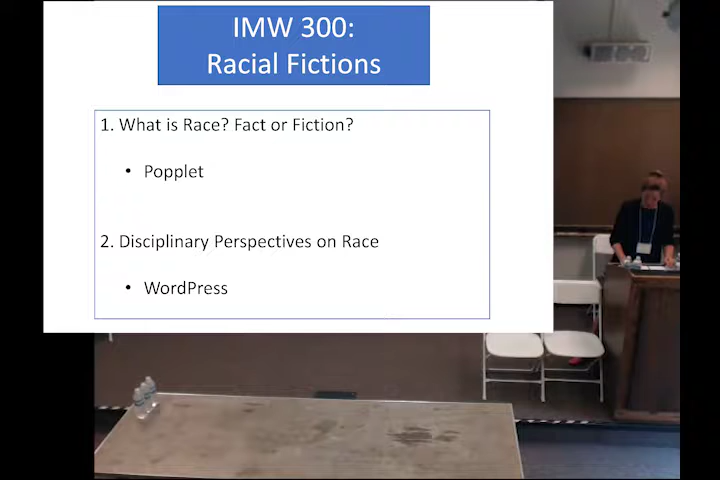 IMW 300:
Racial Fictions
1. What is Race? Fact or Fiction?
• Popplet
2. Disciplinary Perspectives on Race
• WordPress